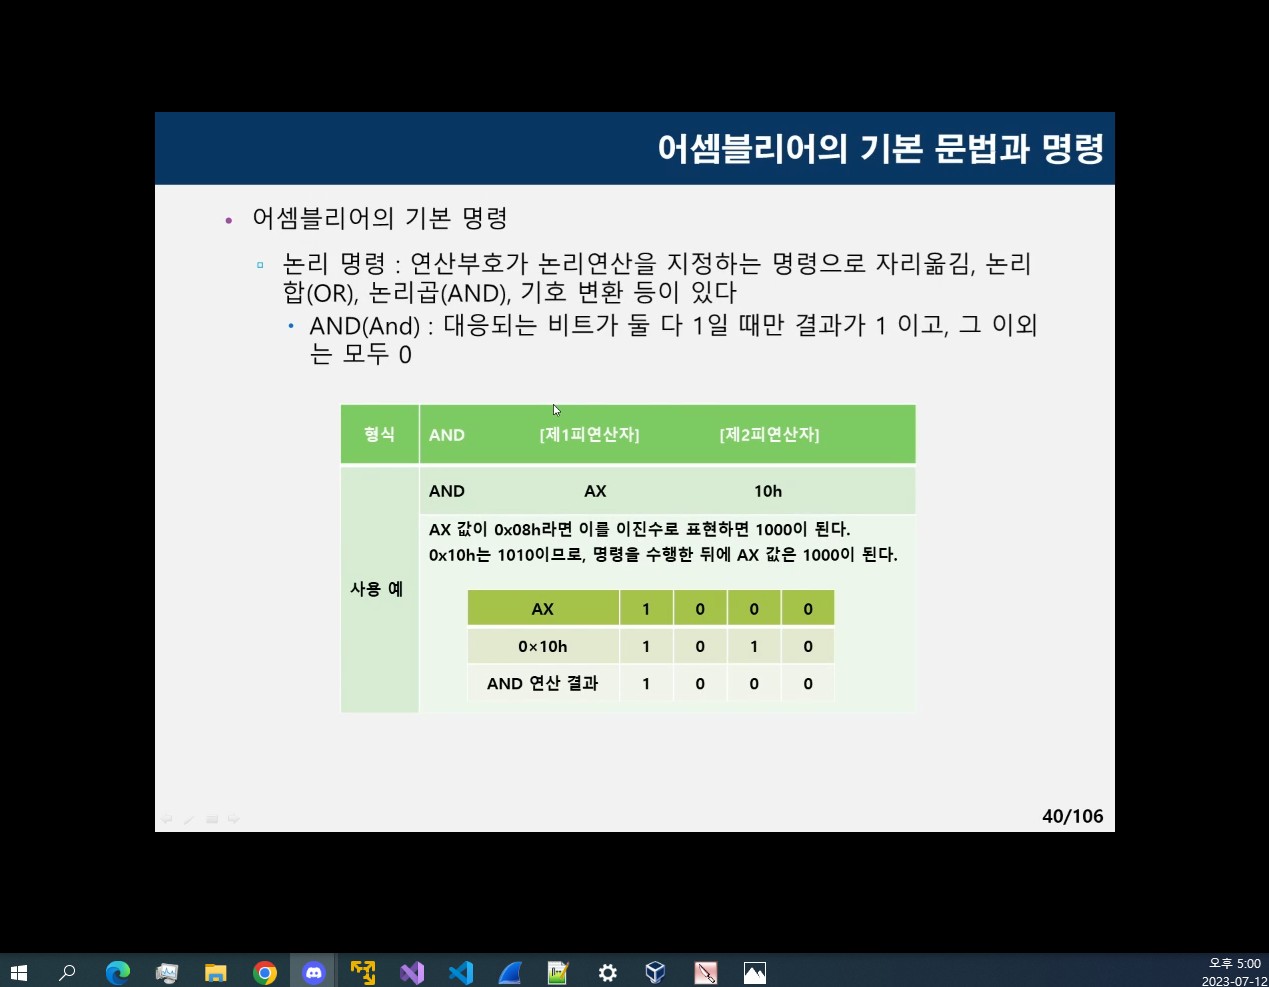 어셈블리어의 기본 문법과 명령
• 어셈블리어의 기본 명령
논리 명령 : 연산부호가 논리연산을 지정하는 명령으로 자리옮김, 논리
합(OR), 논리곱(AND), 기호 변환 등이 있다
• AND(And) : 대응되는 비트가 둘 다 1일 때만 결과가 1 이고, 그 이외
는 모두 0
형식 AND [제1피연산자] [제2피연산자]
AND AX 10h
사용 예
AX 값이 0x08h라면 이를 이진수로 표현하면 1000이 된다.
0x10h는 1010이므로, 명령을 수행한 뒤에 AX 값은 1000이 된다.
AX 1 0 0 0
0×10h 1 0 1 0
AND 연산 결과 1 0 0 0
40/106
오후 5:00
2023-07-12